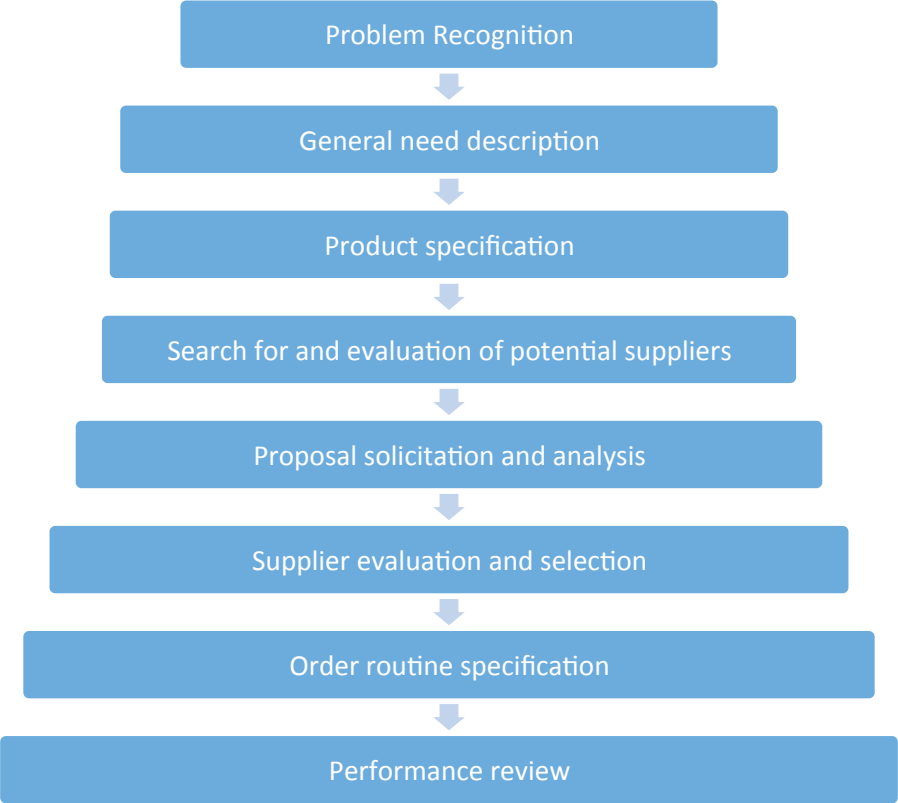 Problem Recognition
General need description
Product specification
Search for and evaluation of potential suppliers
Proposal solicitation and analysis
Supplier evaluation and selection
Order routine specification
Performance review